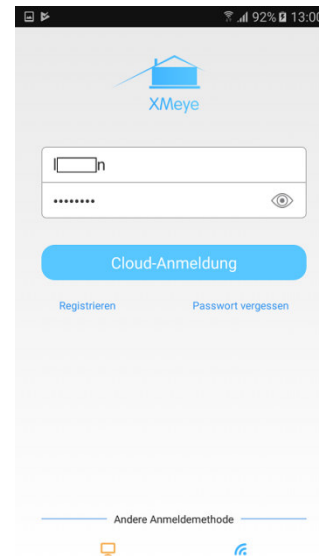 92% 13:00
XMeye
l n
••••••••
Cloud-Anmeldung
Registrieren Passwort vergessen
Andere Anmeldemethode